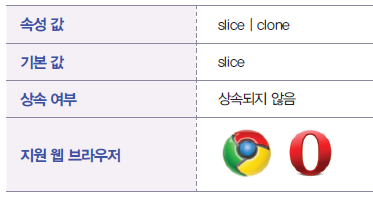 속성 값 slice | clone
기본 값 slice
상속 여부 상속되지 않음
지원 웹 브라우저